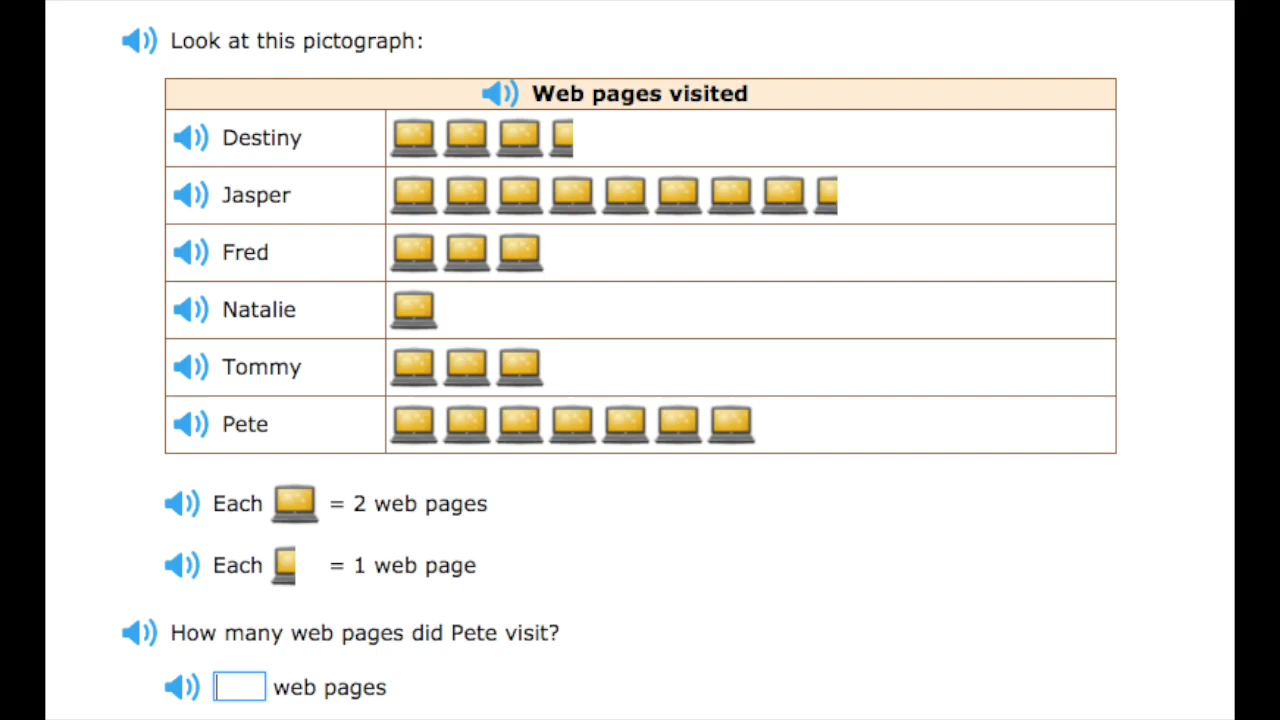 Look at this pictograph:
Web pages visited
Destiny
Jasper
Fred
Natalie
Tommy
Pete
Each = 2 web pages
Each = 1 web page
How many web pages did Pete visit?
web pages